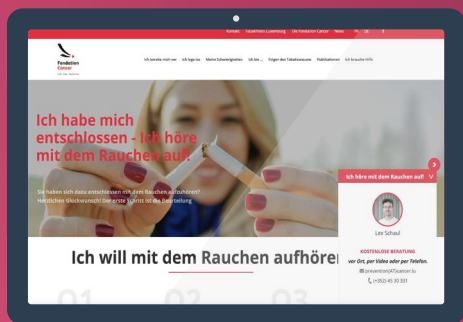 Kontakt Tabakfreies Luxemburg Die Fondation Cancer News FR DE f
Fondation
Cancer
Ich bereite mich vor Ich lege los Meine Schwierigkeiten Ich bin ... Folgen des Tabakkonsums Publikationen Ich brauche Hilfe
Ich habe mich
entschlossen - Ich höre
mit dem Rauchen auf!
Sie haben sich dazu entschlossen mit dem Rauchen aufzuhören?
Herzlichen Glückwunsch! Der erste Schritt ist die Beurteilung
Ich höre mit dem Rauchen auf!
Lex Schaul
KOSTENLOSE BERATUNG
vor Ort, per Video oder per Telefon.
prevention(AT)cancer.lu
(+352) 45 30 331
Ich will mit dem Rauchen aufhören
01 02 03